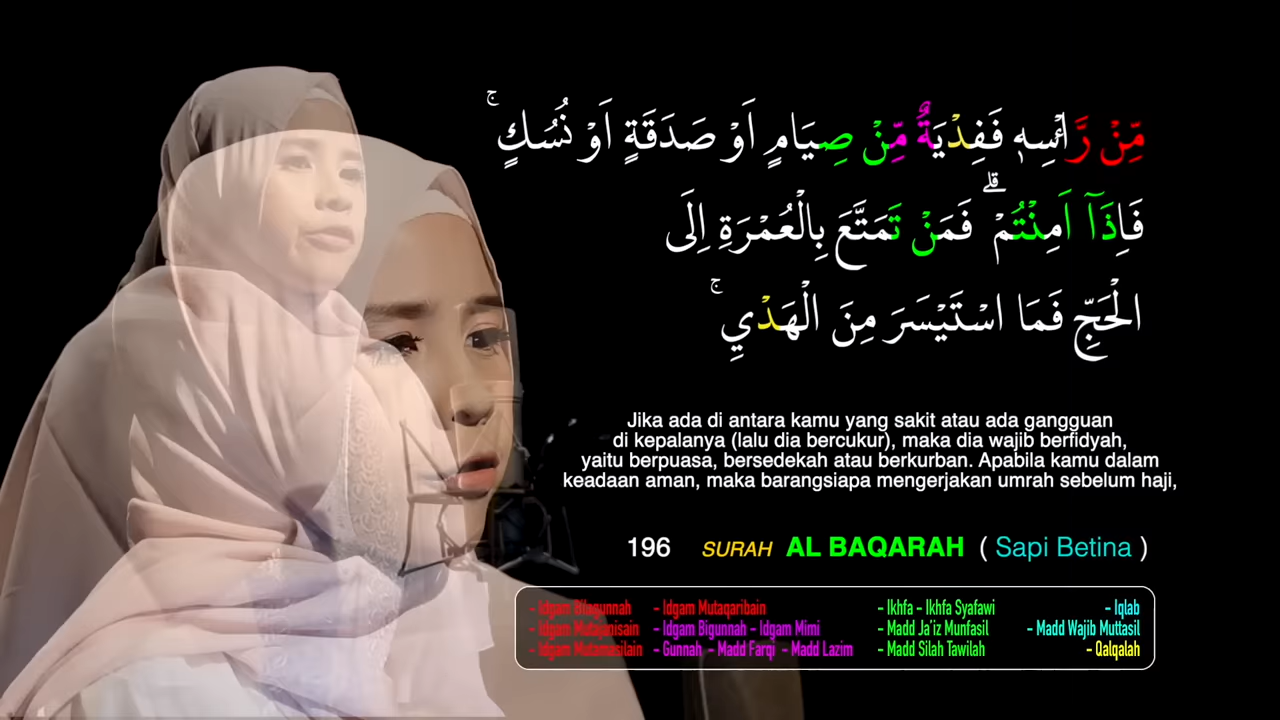 مِّنْ رَّأْسِهٖ فَفِدْيَةٌ مِّنْ صِيَامٍ اَوْ صَدَقَةٍ اَوْ نُسُكٍ ۚ
فَاِذَآ اَمِنْتُمْ ۗ فَمَنْ تَمَتَّعَ بِالْعُمْرَةِ اِلَى
الْحَجِّ فَمَا اسْتَيْسَرَ مِنَ الْهَدْيِ ۚ
Jika ada di antara kamu yang sakit atau ada gangguan
di kepalanya (lalu dia bercukur), maka dia wajib berfidyah,
yaitu berpuasa, bersedekah atau berkurban. Apabila kamu dalam
keadaan aman, maka barangsiapa mengerjakan umrah sebelum haji,
196 SURAH AL BAQARAH ( Sapi Betina )
- Idgam Bilagunnah - Idgam Mutaqaribain - Ikhfa - Ikhfa Syafawi - Iqlab
- Idgam Mutajanisain - Idgam Bigunnah - Idgam Mimi - Madd Ja'iz Munfasil - Madd Wajib Muttasil
- Idgam Mutamasilain - Gunnah - Madd Farqi - Madd Lazim - Madd Silah Tawilah - Qalqalah